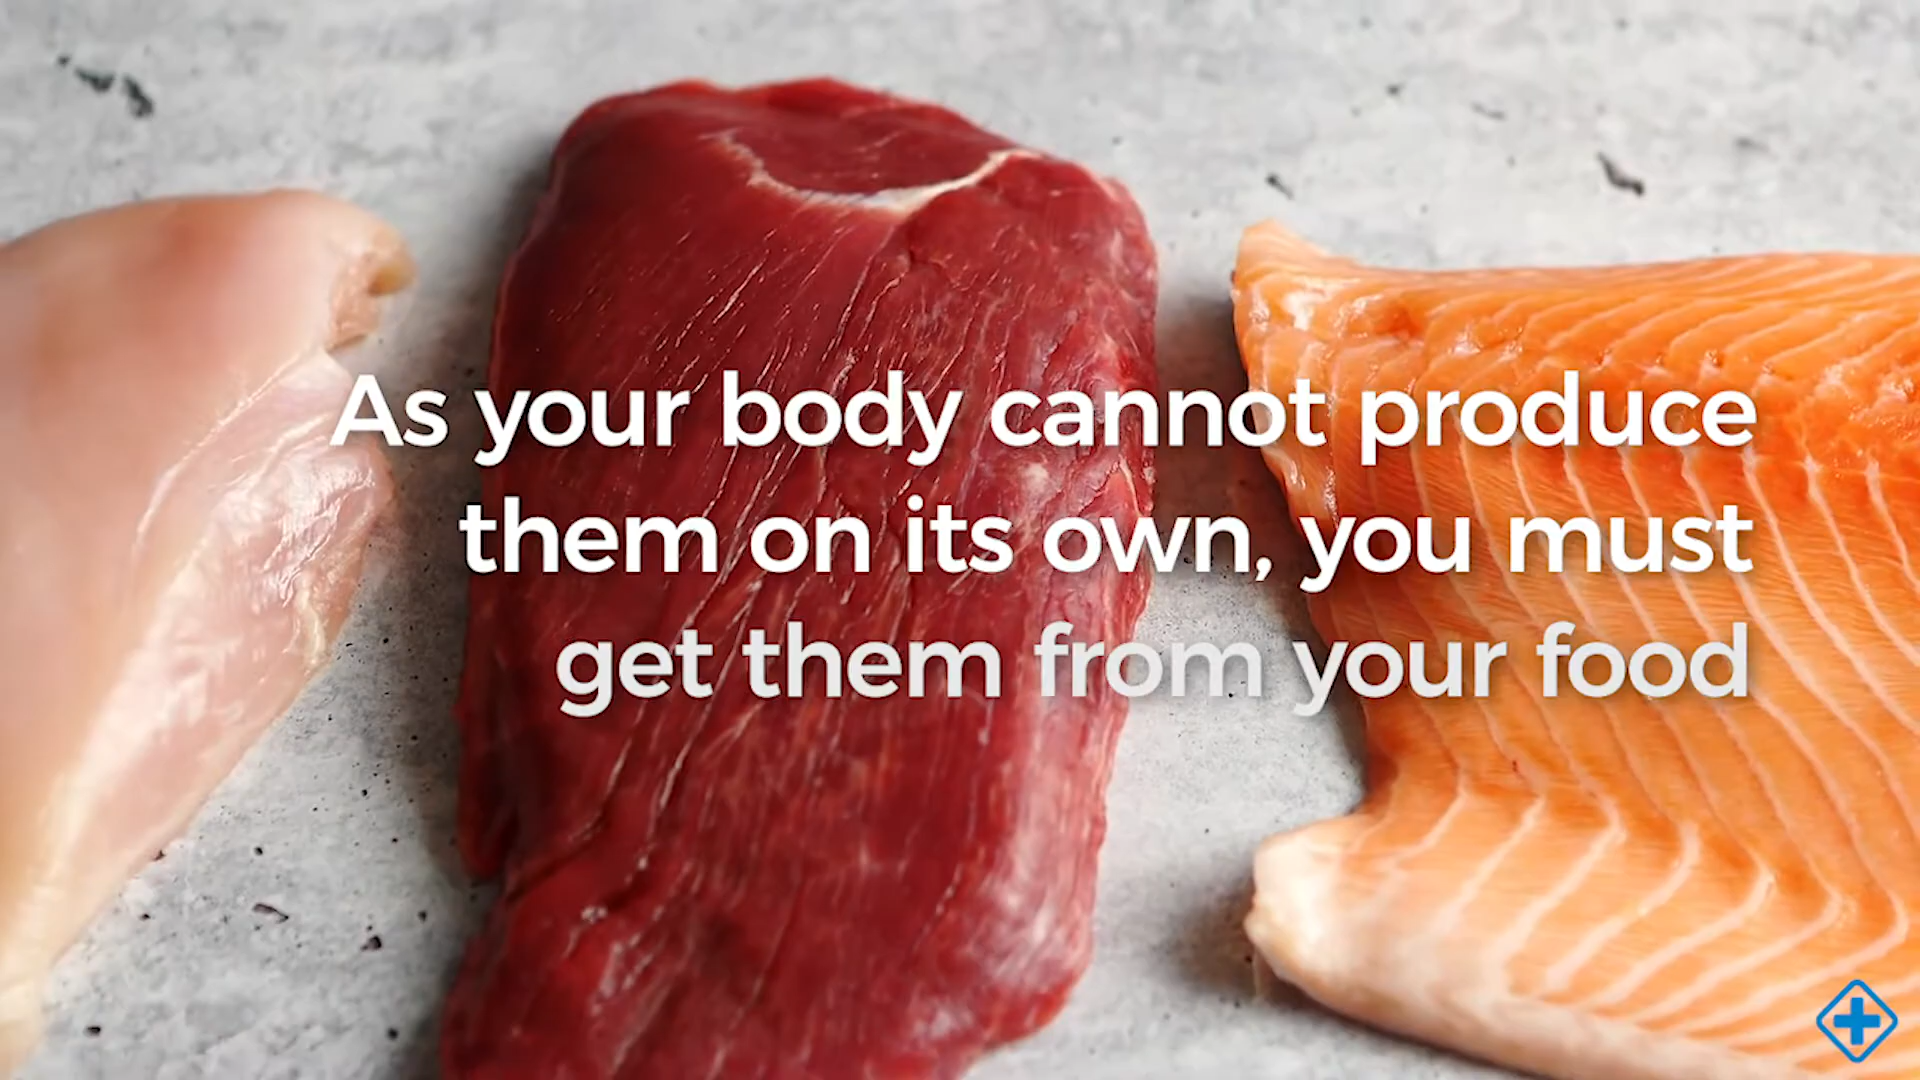 As your body cannot produce
them on its own, you must
get them from your food